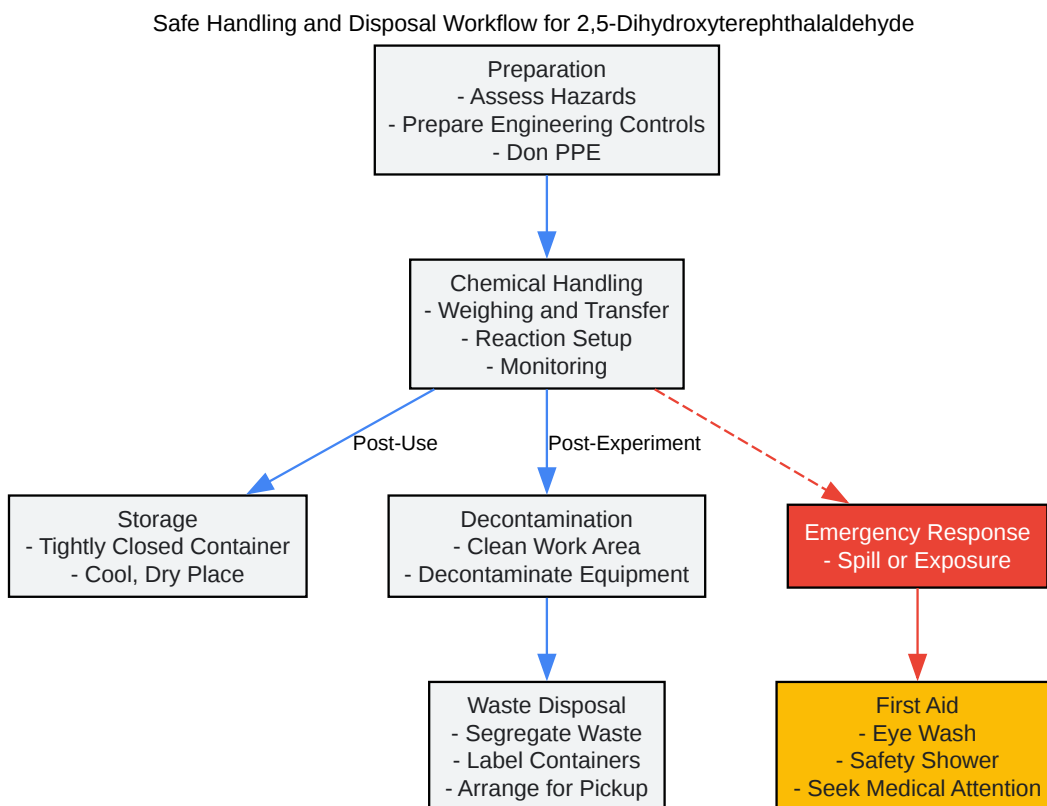 Safe Handling and Disposal Workflow for 2,5-Dihydroxyterephthalaldehyde
Preparation
- Assess Hazards
- Prepare Engineering Controls
- Don PPE
Chemical Handling
- Weighing and Transfer
- Reaction Setup
- Monitoring
Post-Use
Post-Experiment
Storage
- Tightly Closed Container
- Cool, Dry Place
Decontamination
- Clean Work Area
- Decontaminate Equipment
Emergency Response
- Spill or Exposure
Waste Disposal
- Segregate Waste
- Label Containers
- Arrange for Pickup
First Aid
- Eye Wash
- Safety Shower
- Seek Medical Attention